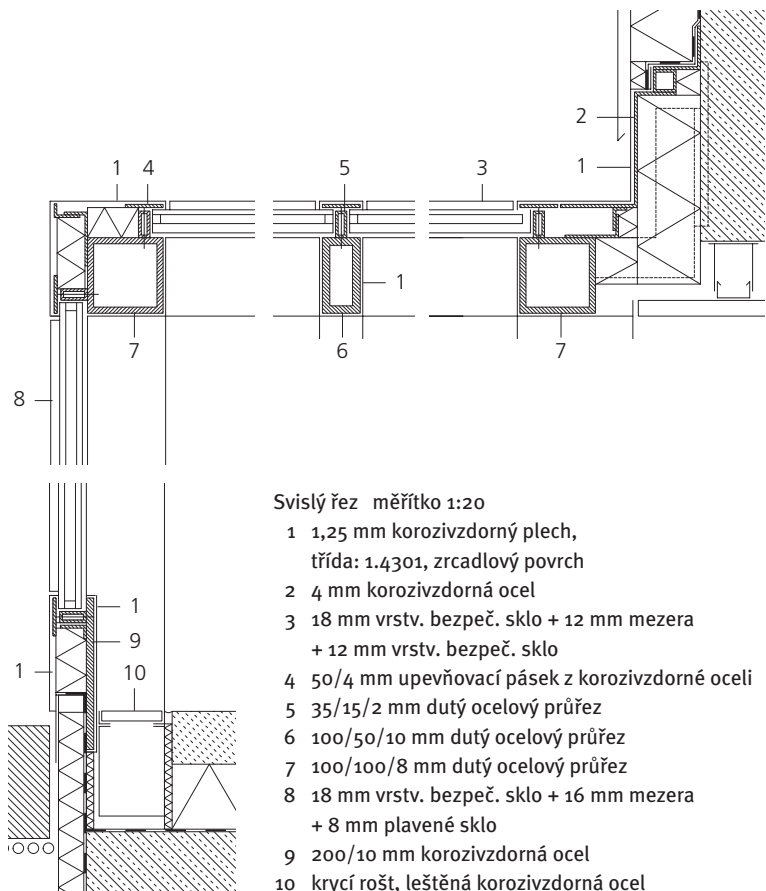 2
1
1
4
5
3
1
7
6
7
8
1
9
1
10
Svislý řez měřítko 1:20
1 1,25 mm korozivzdorný plech,
třída: 1.4301, zrcadlový povrch
2 4 mm korozivzdorná ocel
3 18 mm vrstv. bezpeč. sklo + 12 mm mezera
+ 12 mm vrstv. bezpeč. sklo
4 50/4 mm upevňovací pásek z korozivzdorné oceli
5 35/15/2 mm dutý ocelový průřez
6 100/50/10 mm dutý ocelový průřez
7 100/100/8 mm dutý ocelový průřez
8 18 mm vrstv. bezpeč. sklo + 16 mm mezera
+ 8 mm plavené sklo
9 200/10 mm korozivzdorná ocel
10 krycí rošt, leštěná korozivzdorná ocel